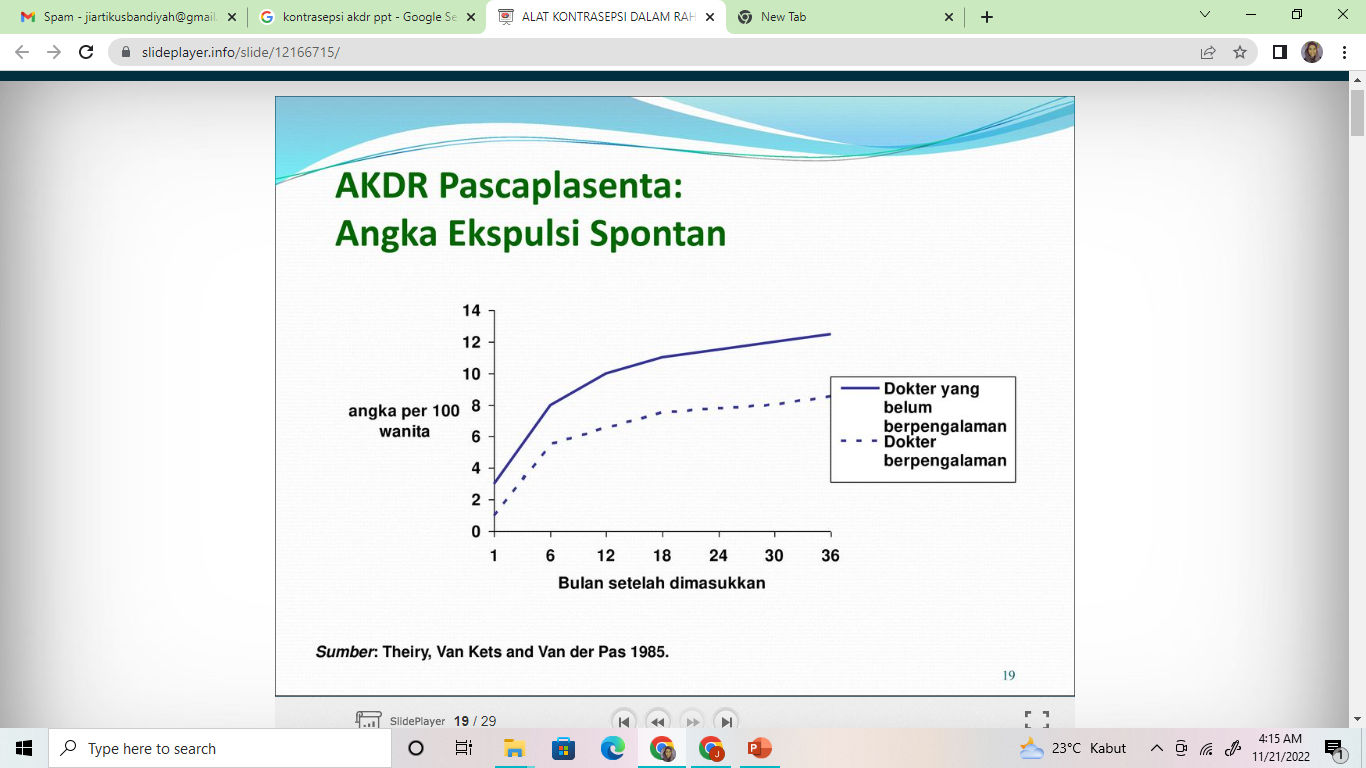 Spam - jiartikusbandiyah@gmail.
kontrasepsi akdr ppt - Google Se
ALAT KONTRASEPSI DALAM RAH
New Tab
slideplayer.info/slide/12166715/
AKDR Pascaplasenta:
Angka Ekspulsi Spontan
14
12
10
8
6
4
2
0
angka per 100
wanita
1 6 12 18 24 30 36
Bulan setelah dimasukkan
Dokter yang
belum
berpengalaman
Dokter
berpengalaman
Sumber: Theiry, Van Kets and Van der Pas 1985.
19
SlidePlayer 19 / 29
Type here to search
J
P
23°C Kabut
4:15 AM
11/21/2022
1